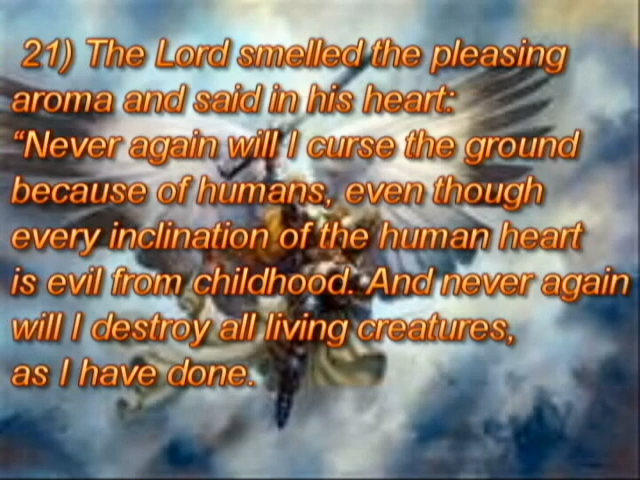 21) The Lord smelled the pleasing
aroma and said in his heart:
“Never again will I curse the ground
because of humans, even though
every inclination of the human heart
is evil from childhood. And never again
will I destroy all living creatures,
as I have done.